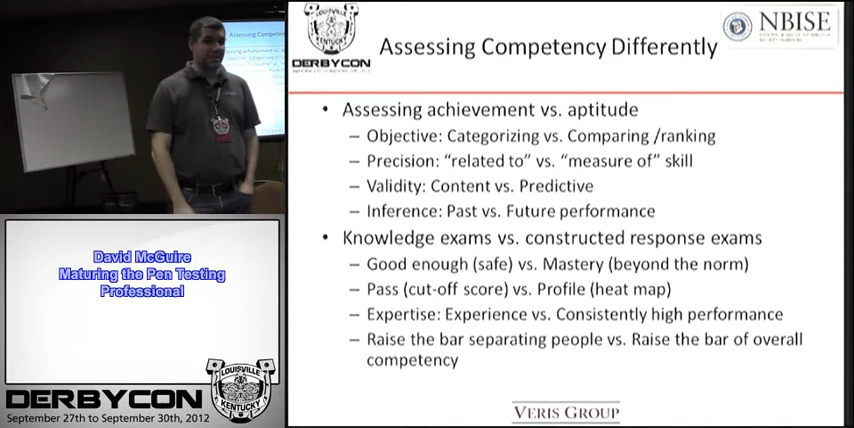 LOUISVILLE
KENTUCKY
DERBYCON
Assessing Competency Differently
NBISE
• Assessing achievement vs. aptitude
– Objective: Categorizing vs. Comparing /ranking
– Precision: “related to” vs. “measure of” skill
– Validity: Content vs. Predictive
– Inference: Past vs. Future performance
• Knowledge exams vs. constructed response exams
– Good enough (safe) vs. Mastery (beyond the norm)
– Pass (cut-off score) vs. Profile (heat map)
– Expertise: Experience vs. Consistently high performance
– Raise the bar separating people vs. Raise the bar of overall
competency
VERIS GROUP
David McGuire
Maturing the Pen Testing
Professional
LOUISVILLE
KENTUCKY
DERBYCON
September 27th to September 30th, 2012